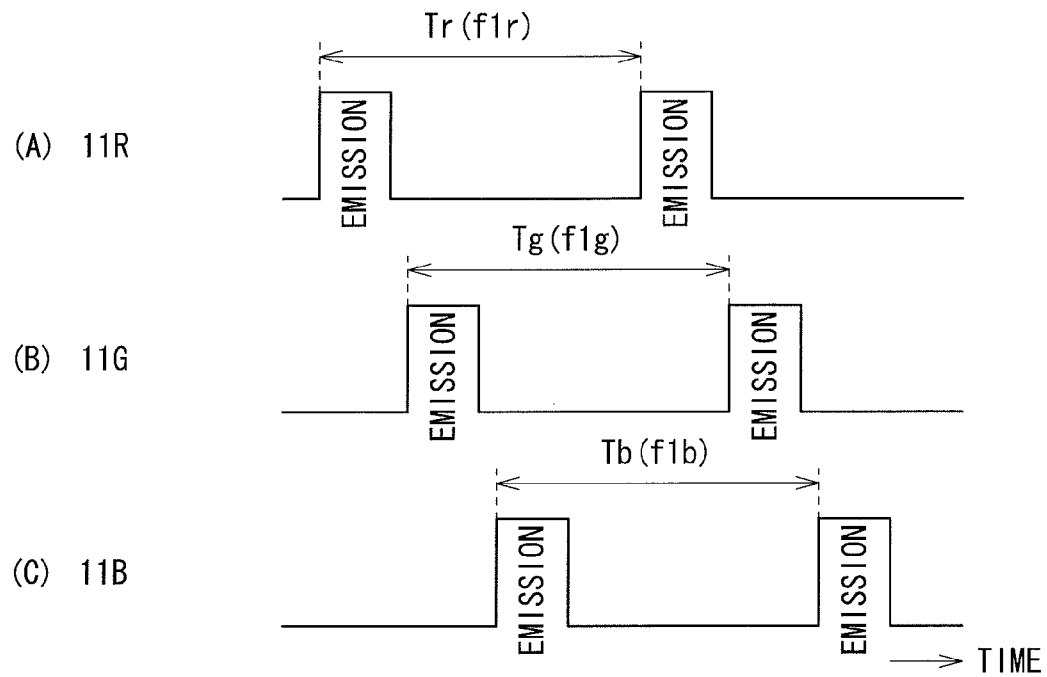 Tr(f1r)
(A) 11R
EMISSION
EMISSION
Tg(f1g)
(B) 11G
EMISSION
EMISSION
Tb(f1b)
(C) 11B
EMISSION
EMISSION
TIME